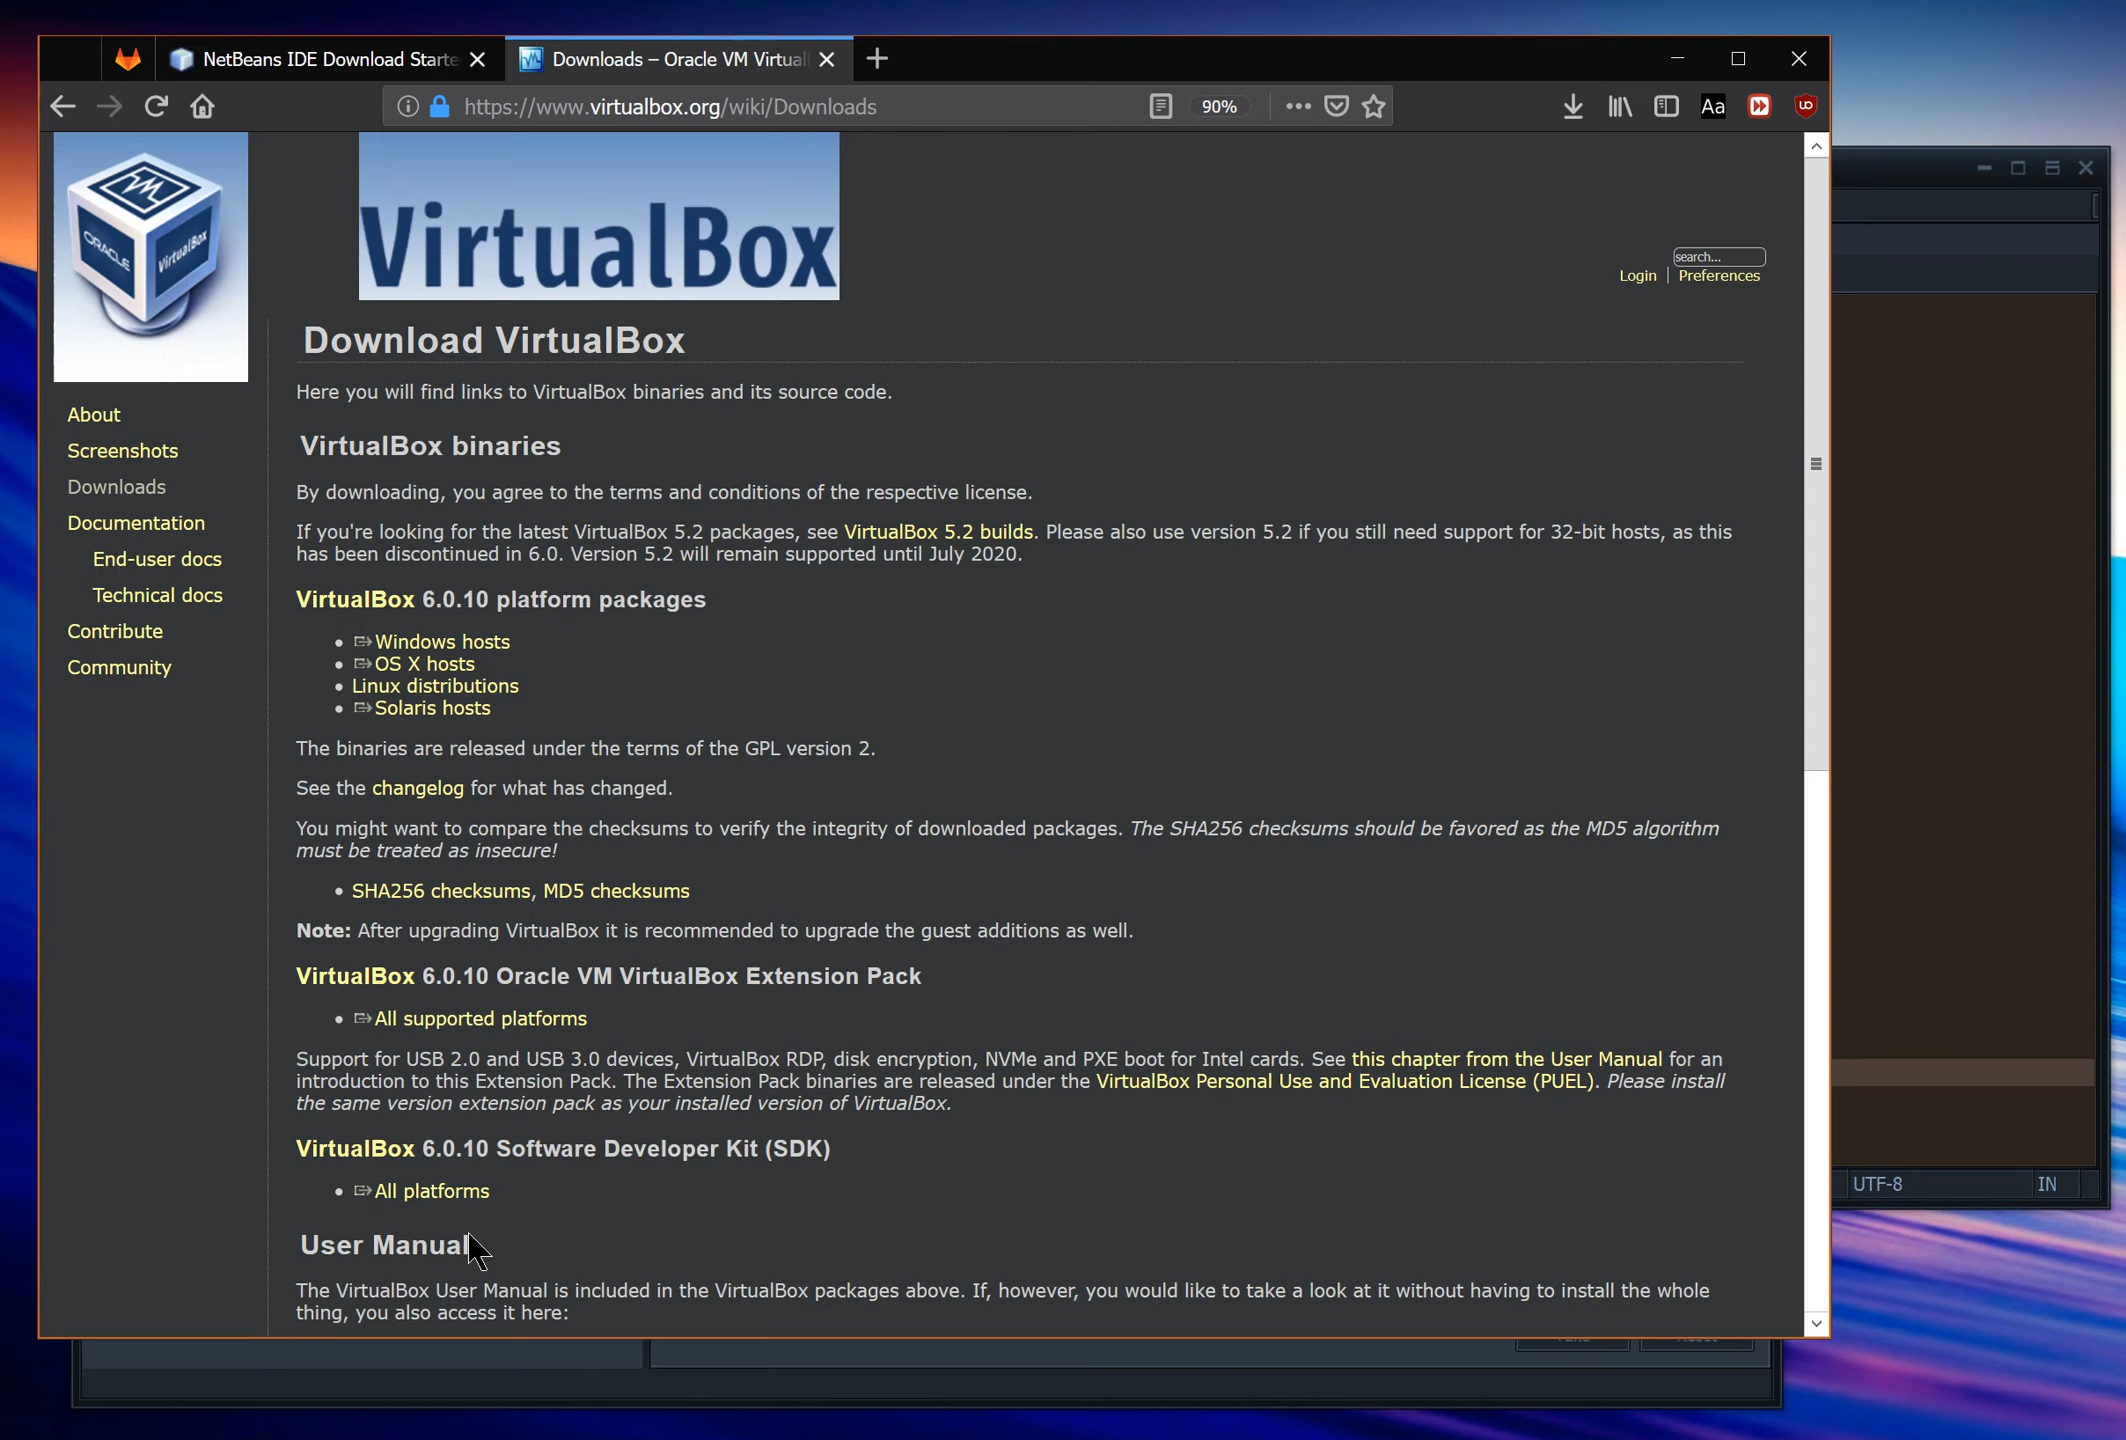 NetBeans IDE Download Starte
Downloads – Oracle VM Virtual
https://www.virtualbox.org/wiki/Downloads
90%
Aa
ORACLE
VirtualBox
VirtualBox
search...
Login | Preferences
About
Screenshots
Downloads
Documentation
End-user docs
Technical docs
Contribute
Community
Download VirtualBox
Here you will find links to VirtualBox binaries and its source code.
VirtualBox binaries
By downloading, you agree to the terms and conditions of the respective license.
If you're looking for the latest VirtualBox 5.2 packages, see VirtualBox 5.2 builds. Please also use version 5.2 if you still need support for 32-bit hosts, as this
has been discontinued in 6.0. Version 5.2 will remain supported until July 2020.
VirtualBox 6.0.10 platform packages
• Windows hosts
• OS X hosts
• Linux distributions
• Solaris hosts
The binaries are released under the terms of the GPL version 2.
See the changelog for what has changed.
You might want to compare the checksums to verify the integrity of downloaded packages. The SHA256 checksums should be favored as the MD5 algorithm
must be treated as insecure!
• SHA256 checksums, MD5 checksums
Note: After upgrading VirtualBox it is recommended to upgrade the guest additions as well.
VirtualBox 6.0.10 Oracle VM VirtualBox Extension Pack
• All supported platforms
Support for USB 2.0 and USB 3.0 devices, VirtualBox RDP, disk encryption, NVMe and PXE boot for Intel cards. See this chapter from the User Manual for an
introduction to this Extension Pack. The Extension Pack binaries are released under the VirtualBox Personal Use and Evaluation License (PUEL). Please install
the same version extension pack as your installed version of VirtualBox.
VirtualBox 6.0.10 Software Developer Kit (SDK)
• All platforms
User Manual
The VirtualBox User Manual is included in the VirtualBox packages above. If, however, you would like to take a look at it without having to install the whole
thing, you also access it here:
UTF-8
IN